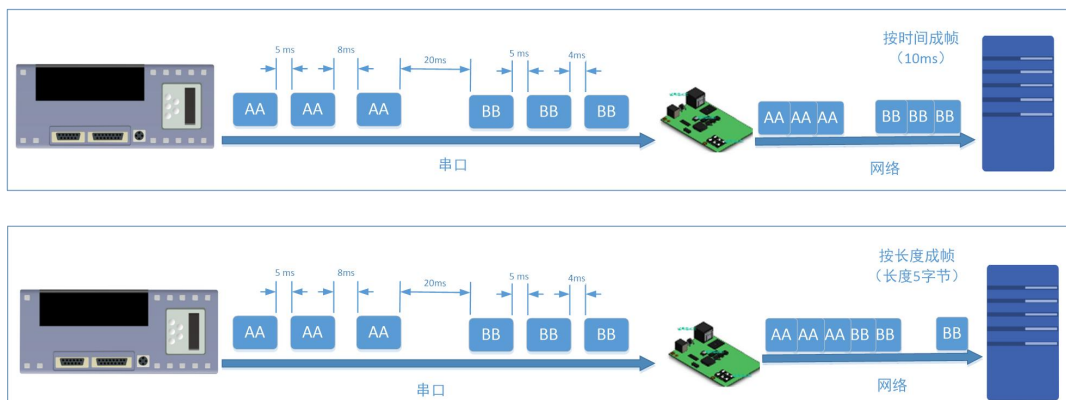 按时间成帧
(10ms)
5 ms
8ms
20ms
5 ms
4ms
AA
AA
AA
BB
BB
BB
AA AA AA
BB BB BB
串口
网络
按长度成帧
(长度5字节)
5 ms
8ms
20ms
5 ms
4ms
AA
AA
AA
BB
BB
BB
AA AA AA BB BB
BB
串口
网络